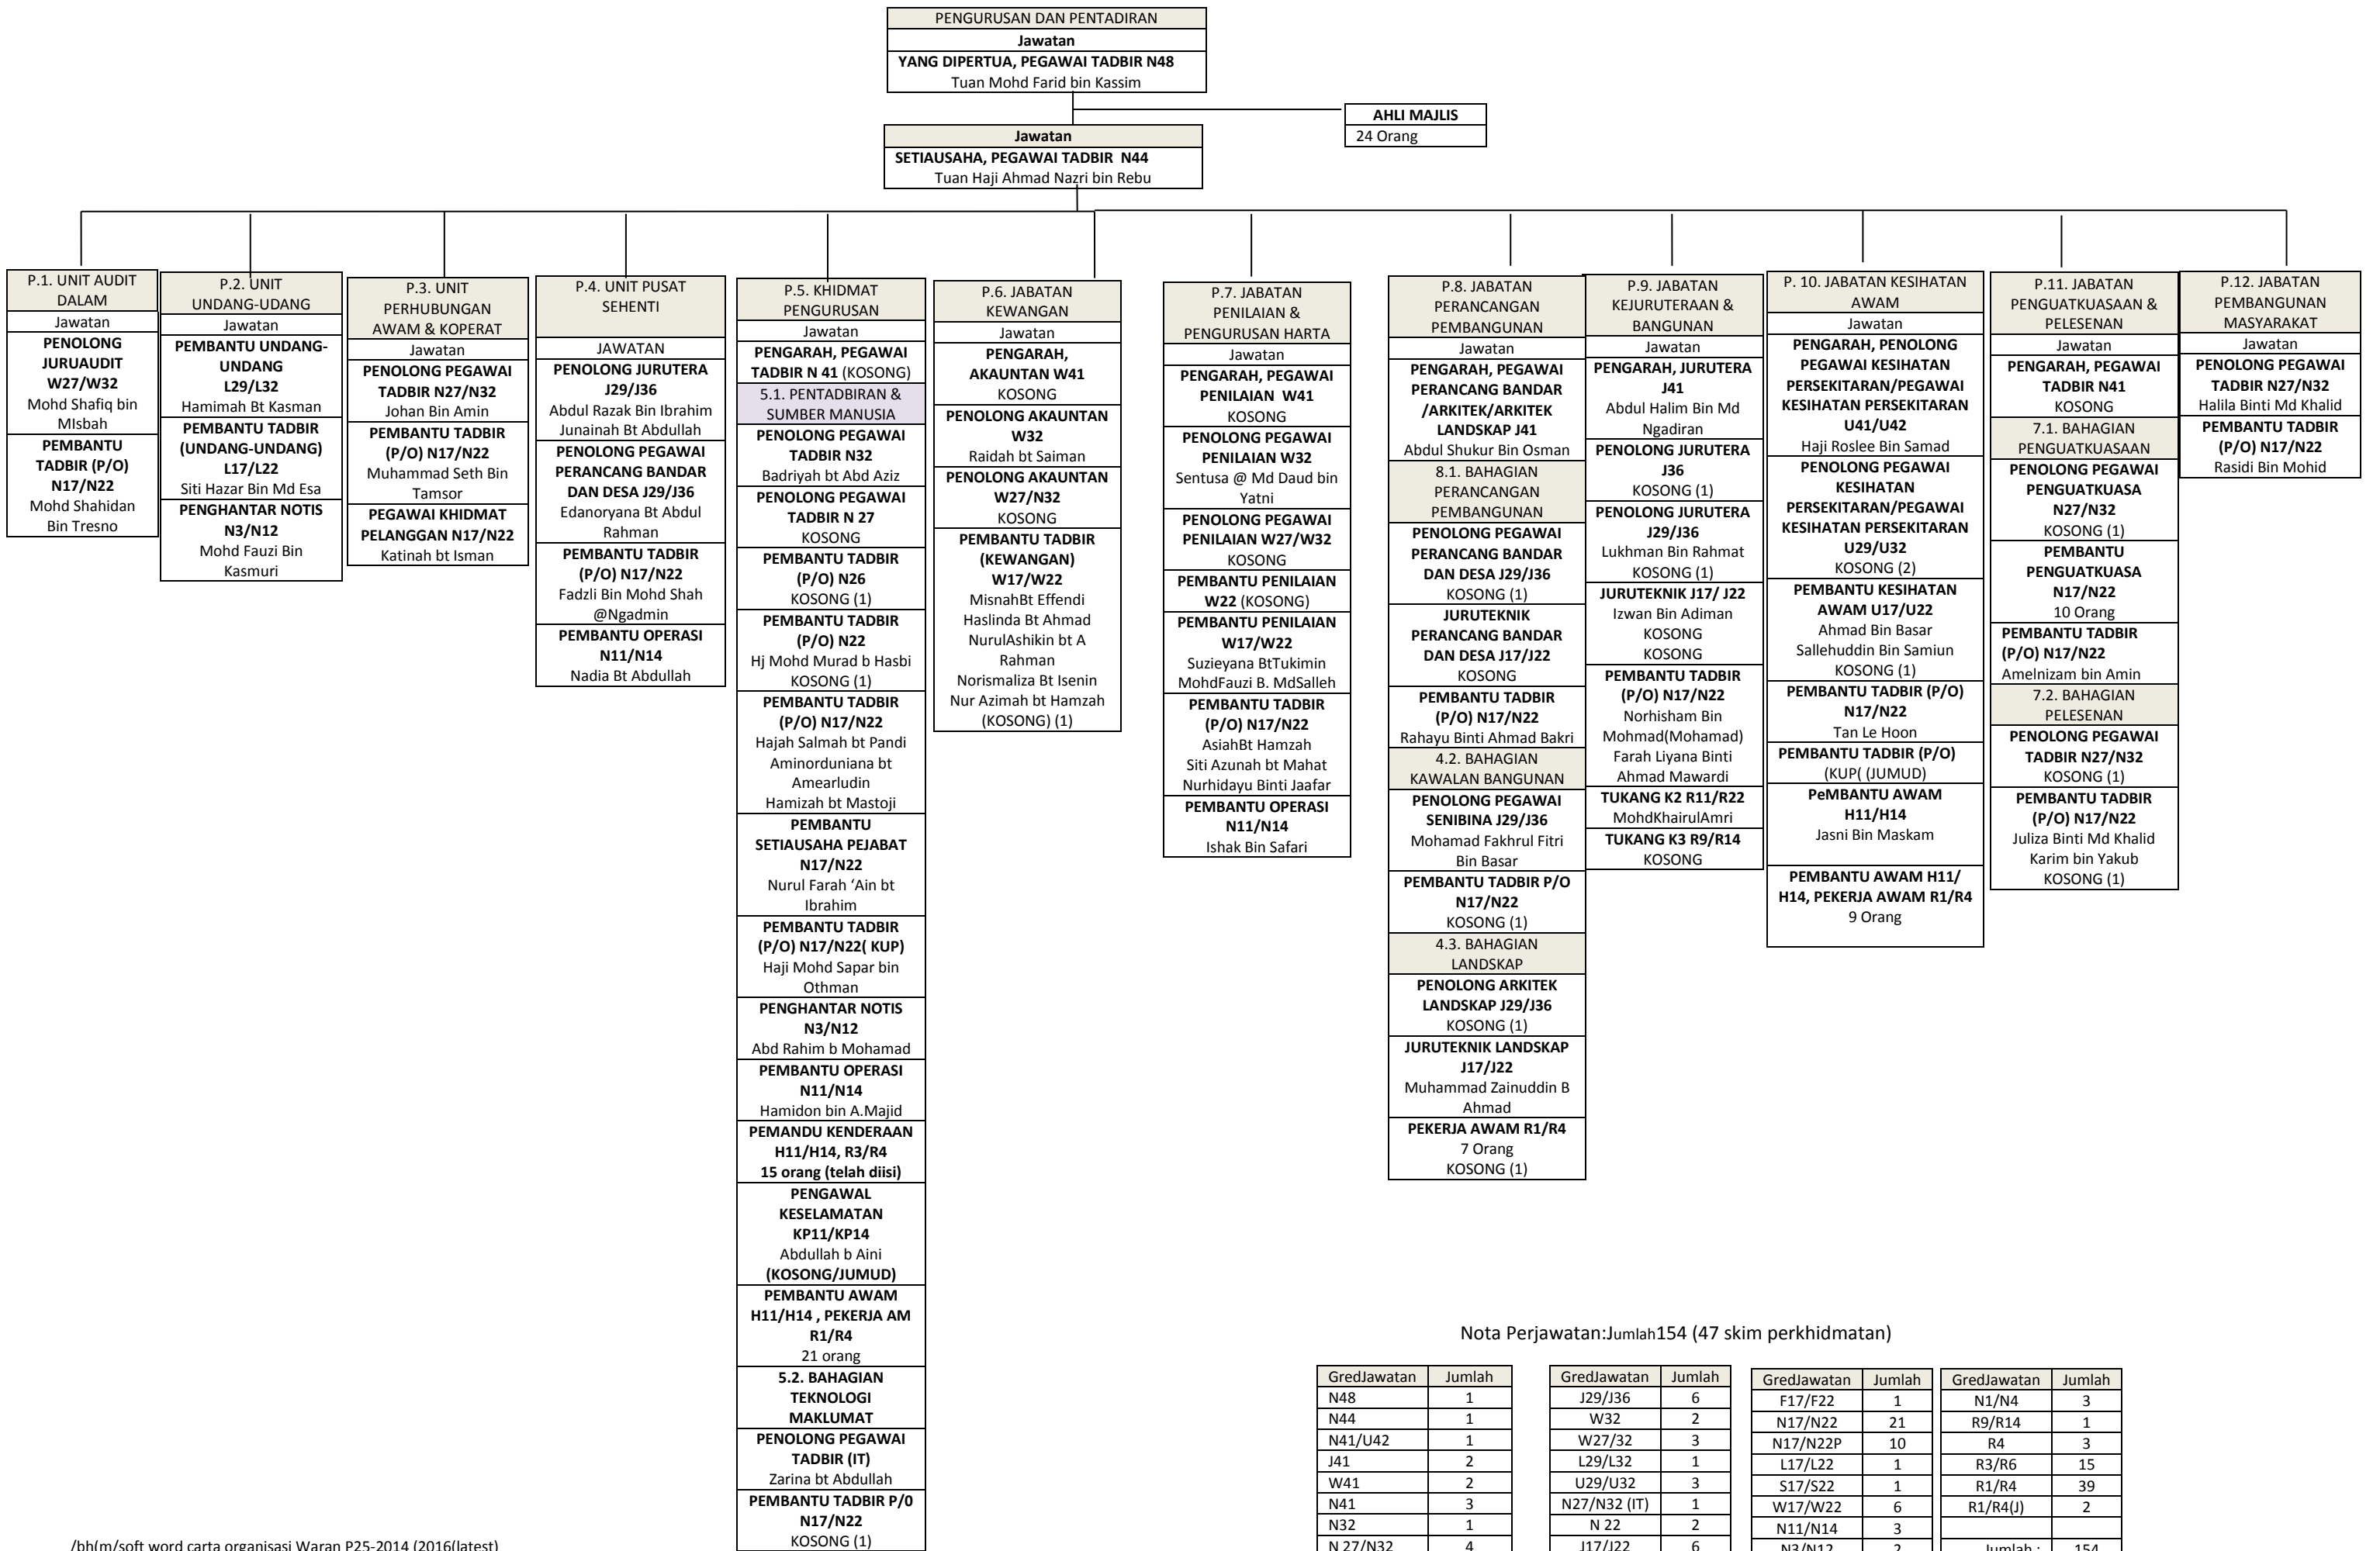 PENGURUSAN DAN PENTADIRAN
Jawatan
YANG DIPERTUA, PEGAWAI TADBIR N48
Tuan Mohd Farid bin Kassim
AHLI MAJLIS
24 Orang
Jawatan
SETIAUSAHA, PEGAWAI TADBIR N44
Tuan Haji Ahmad Nazri bin Rebu
P.1. UNIT AUDIT
DALAM
Jawatan
PENOLONG
JURUAUDIT
W27/W32
Mohd Shafiq bin
MIsbah
PEMBANTU
TADBIR (P/O)
N17/N22
Mohd Shahidan
Bin Tresno
P.2. UNIT
UNDANG-UDANG
Jawatan
PEMBANTU UNDANG-
UNDANG
L29/L32
Hamimah Bt Kasman
PEMBANTU TADBIR
(UNDANG-UNDANG)
L17/L22
Siti Hazar Bin Md Esa
PENGHANTAR NOTIS
N3/N12
Mohd Fauzi Bin
Kasmuri
P.3. UNIT
PERHUBUNGAN
AWAM & KOPERAT
Jawatan
PENOLONG PEGAWAI
TADBIR N27/N32
Johan Bin Amin
PEMBANTU TADBIR
(P/O) N17/N22
Muhammad Seth Bin
Tamsor
PEGAWAI KHIDMAT
PELANGGAN N17/N22
Katinah bt Isman
P.4. UNIT PUSAT
SEHENTI
JAWATAN
PENOLONG JURUTERA
J29/J36
Abdul Razak Bin Ibrahim
Junainah Bt Abdullah
PENOLONG PEGAWAI
PERANCANG BANDAR
DAN DESA J29/J36
Edanoryana Bt Abdul
Rahman
PEMBANTU TADBIR
(P/O) N17/N22
Fadzli Bin Mohd Shah
@Ngadmin
PEMBANTU OPERASI
N11/N14
Nadia Bt Abdullah
P.5. KHIDMAT
PENGURUSAN
Jawatan
PENGARAH, PEGAWAI
TADBIR N 41 (KOSONG)
5.1. PENTADBIRAN &
SUMBER MANUSIA
PENOLONG PEGAWAI
TADBIR N32
Badriyah bt Abd Aziz
PENOLONG PEGAWAI
TADBIR N 27
KOSONG
PEMBANTU TADBIR
(P/O) N26
KOSONG (1)
PEMBANTU TADBIR
(P/O) N22
Hj Mohd Murad b Hasbi
KOSONG (1)
PEMBANTU TADBIR
(P/O) N17/N22
Hajah Salmah bt Pandi
Aminorduniana bt
Amearludin
Hamizah bt Mastoji
PEMBANTU
SETIAUSAHA PEJABAT
N17/N22
Nurul Farah ‘Ain bt
Ibrahim
PEMBANTU TADBIR
(P/O) N17/N22( KUP)
Haji Mohd Sapar bin
Othman
PENGHANTAR NOTIS
N3/N12
Abd Rahim b Mohamad
PEMBANTU OPERASI
N11/N14
Hamidon bin A.Majid
PEMANDU KENDERAAN
H11/H14, R3/R4
15 orang (telah diisi)
PENGAWAL
KESELAMATAN
KP11/KP14
Abdullah b Aini
(KOSONG/JUMUD)
PEMBANTU AWAM
H11/H14 , PEKERJA AM
R1/R4
21 orang
5.2. BAHAGIAN
TEKNOLOGI
MAKLUMAT
PENOLONG PEGAWAI
TADBIR (IT)
Zarina bt Abdullah
PEMBANTU TADBIR P/0
N17/N22
KOSONG (1)
P.6. JABATAN
KEWANGAN
Jawatan
PENGARAH,
AKAUNTAN W41
KOSONG
PENOLONG AKAUNTAN
W32
Raidah bt Saiman
PENOLONG AKAUNTAN
W27/N32
KOSONG
PEMBANTU TADBIR
(KEWANGAN)
W17/W22
MisnahBt Effendi
Haslinda Bt Ahmad
NurulAshikin bt A
Rahman
Norismaliza Bt Isenin
Nur Azimah bt Hamzah
(KOSONG) (1)
P.7. JABATAN
PENILAIAN &
PENGURUSAN HARTA
Jawatan
PENGARAH, PEGAWAI
PENILAIAN W41
KOSONG
PENOLONG PEGAWAI
PENILAIAN W32
Sentusa @ Md Daud bin
Yatni
PENOLONG PEGAWAI
PENILAIAN W27/W32
KOSONG
PEMBANTU PENILAIAN
W22 (KOSONG)
PEMBANTU PENILAIAN
W17/W22
Suzieyana BtTukimin
MohdFauzi B. MdSalleh
PEMBANTU TADBIR
(P/O) N17/N22
AsiahBt Hamzah
Siti Azunah bt Mahat
Nurhidayu Binti Jaafar
PEMBANTU OPERASI
N11/N14
Ishak Bin Safari
P.8. JABATAN
PERANCANGAN
PEMBANGUNAN
Jawatan
PENGARAH, PEGAWAI
PERANCANG BANDAR
/ARKITEK/ARKITEK
LANDSKAP J41
Abdul Shukur Bin Osman
8.1. BAHAGIAN
PERANCANGAN
PEMBANGUNAN
PENOLONG PEGAWAI
PERANCANG BANDAR
DAN DESA J29/J36
KOSONG (1)
JURUTEKNIK
PERANCANG BANDAR
DAN DESA J17/J22
KOSONG
PEMBANTU TADBIR
(P/O) N17/N22
Rahayu Binti Ahmad Bakri
4.2. BAHAGIAN
KAWALAN BANGUNAN
PENOLONG PEGAWAI
SENIBINA J29/J36
Mohamad Fakhrul Fitri
Bin Basar
PEMBANTU TADBIR P/O
N17/N22
KOSONG (1)
4.3. BAHAGIAN
LANDSKAP
PENOLONG ARKITEK
LANDSKAP J29/J36
KOSONG (1)
JURUTEKNIK LANDSKAP
J17/J22
Muhammad Zainuddin B
Ahmad
PEKERJA AWAM R1/R4
7 Orang
KOSONG (1)
P.9. JABATAN
KEJURUTERAAN &
BANGUNAN
Jawatan
PENGARAH, JURUTERA
J41
Abdul Halim Bin Md
Ngadiran
PENOLONG JURUTERA
J36
KOSONG (1)
PENOLONG JURUTERA
J29/J36
Lukhman Bin Rahmat
KOSONG (1)
JURUTEKNIK J17/ J22
Izwan Bin Adiman
KOSONG
KOSONG
PEMBANTU TADBIR
(P/O) N17/N22
Norhisham Bin
Mohmad(Mohamad)
Farah Liyana Binti
Ahmad Mawardi
TUKANG K2 R11/R22
MohdKhairulAmri
TUKANG K3 R9/R14
KOSONG
P. 10. JABATAN KESIHATAN
AWAM
Jawatan
PENGARAH, PENOLONG
PEGAWAI KESIHATAN
PERSEKITARAN/PEGAWAI
KESIHATAN PERSEKITARAN
U41/U42
Haji Roslee Bin Samad
PENOLONG PEGAWAI
KESIHATAN
PERSEKITARAN/PEGAWAI
KESIHATAN PERSEKITARAN
U29/U32
KOSONG (2)
PEMBANTU KESIHATAN
AWAM U17/U22
Ahmad Bin Basar
Sallehuddin Bin Samiun
KOSONG (1)
PEMBANTU TADBIR (P/O)
N17/N22
Tan Le Hoon
PEMBANTU TADBIR (P/O)
(KUP( (JUMUD)
PeMBANTU AWAM
H11/H14
Jasni Bin Maskam
PEMBANTU AWAM H11/
H14, PEKERJA AWAM R1/R4
9 Orang
P.11. JABATAN
PENGUATKUASAAN &
PELESENAN
Jawatan
PENGARAH, PEGAWAI
TADBIR N41
KOSONG
7.1. BAHAGIAN
PENGUATKUASAAN
PENOLONG PEGAWAI
PENGUATKUASA
N27/N32
KOSONG (1)
PEMBANTU
PENGUATKUASA
N17/N22
10 Orang
PEMBANTU TADBIR
(P/O) N17/N22
Amelnizam bin Amin
7.2. BAHAGIAN
PELESENAN
PENOLONG PEGAWAI
TADBIR N27/N32
KOSONG (1)
PEMBANTU TADBIR
(P/O) N17/N22
Juliza Binti Md Khalid
Karim bin Yakub
KOSONG (1)
P.12. JABATAN
PEMBANGUNAN
MASYARAKAT
Jawatan
PENOLONG PEGAWAI
TADBIR N27/N32
Halila Binti Md Khalid
PEMBANTU TADBIR
(P/O) N17/N22
Rasidi Bin Mohid
Nota Perjawatan:Jumlah154 (47 skim perkhidmatan)
GredJawatan Jumlah
N48 1
N44 1
N41/U42 1
J41 2
W41 2
N41 3
N32 1
N 27/N32 4
GredJawatan Jumlah
J29/J36 6
W32 2
W27/32 3
L29/L32 1
U29/U32 3
N27/N32 (IT) 1
N 22 2
J17/J22 6
GredJawatan Jumlah
F17/F22 1
N17/N22 21
N17/N22P 10
L17/L22 1
S17/S22 1
W17/W22 6
N11/N14 3
N3/N12 2
GredJawatan Jumlah
N1/N4 3
R9/R14 1
R4 3
R3/R6 15
R1/R4 39
R1/R4(J) 2
Jumlah : 154
/bh(m/soft word carta organisasi Waran P25-2014 (2016(latest)